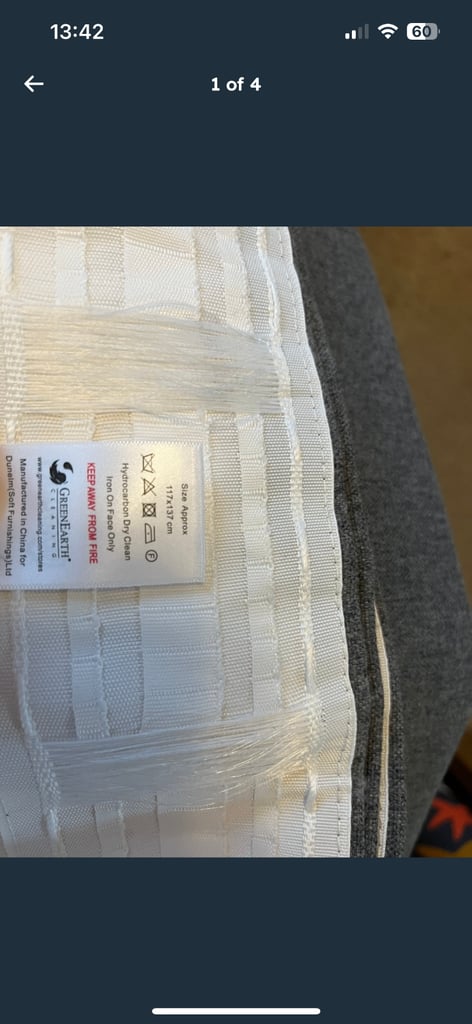 13:42
60
1 of 4
Size Approx
117x137 cm
F
Hydrocarbon Dry Clean
Iron On Face Only
KEEP AWAY FROM FIRE
GREENEARTH®
CLEANING
www.greenearthcleaning.com/stores
Manufactured in China for
Dunelm(Soft Furnishings)Ltd